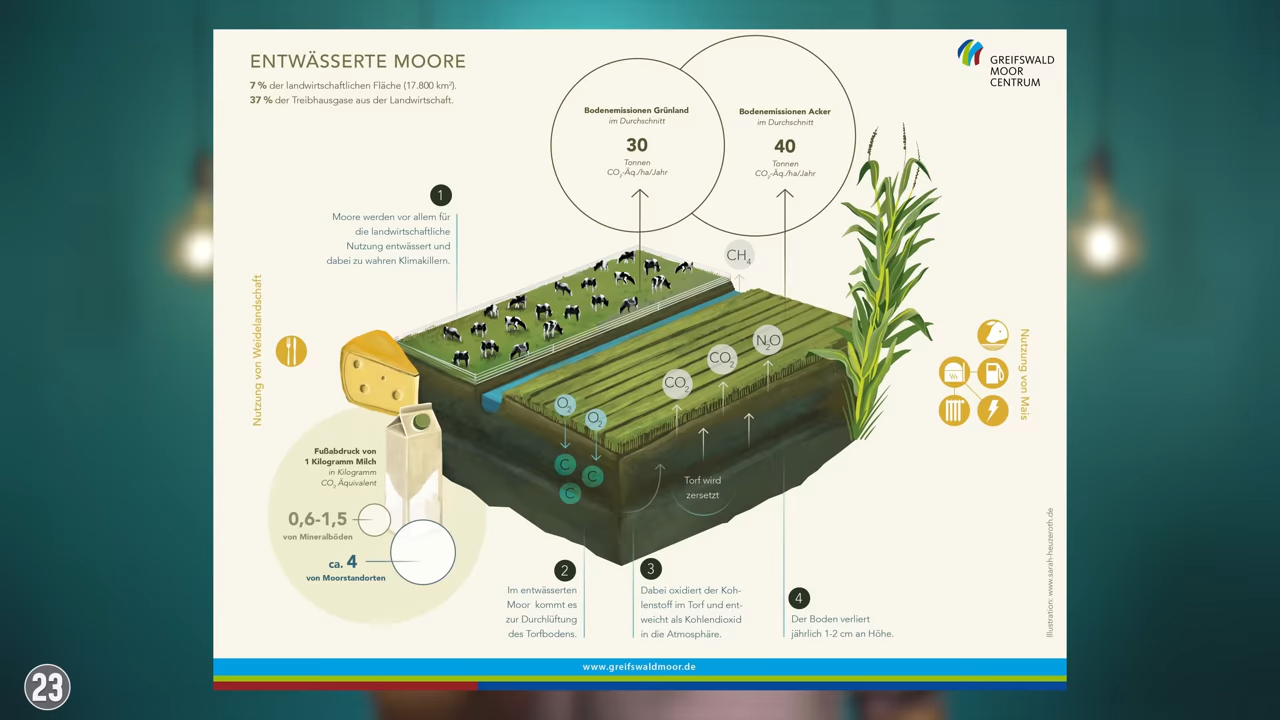 ENTWÄSSERTE MOORE
7 % der landwirtschaftlichen Fläche (17.800 km²).
37 % der Treibhausgase aus der Landwirtschaft.
GREIFSWALD
MOOR
CENTRUM
Bodenemissionen Grünland
im Durchschnitt
30
Tonnen
CO₂-Äq./ha/Jahr
Bodenemissionen Acker
im Durchschnitt
40
Tonnen
CO₂-Äq./ha/Jahr
1
Moore werden vor allem für
die landwirtschaftliche
Nutzung entwässert und
dabei zu wahren Klimakillern.
CH₄
N₂O
CO₂
CO₂
O₂
O₂
C
C
C
Torf wird
zersetzt
Nutzung von Weidelandschaft
Nutzung von Mais
Fußabdruck von
1 Kilogramm Milch
in Kilogramm
CO₂ Äquivalent
0,6-1,5
von Mineralböden
ca. 4
von Moorstandorten
2
Im entwässerten
Moor kommt es
zur Durchlüftung
des Torfbodens.
3
Dabei oxidiert der Koh-
lenstoff im Torf und ent-
weicht als Kohlendioxid
in die Atmosphäre.
4
Der Boden verliert
jährlich 1-2 cm an Höhe.
Illustration: www.sarah-heuzeroth.de
www.greifswaldmoor.de
23